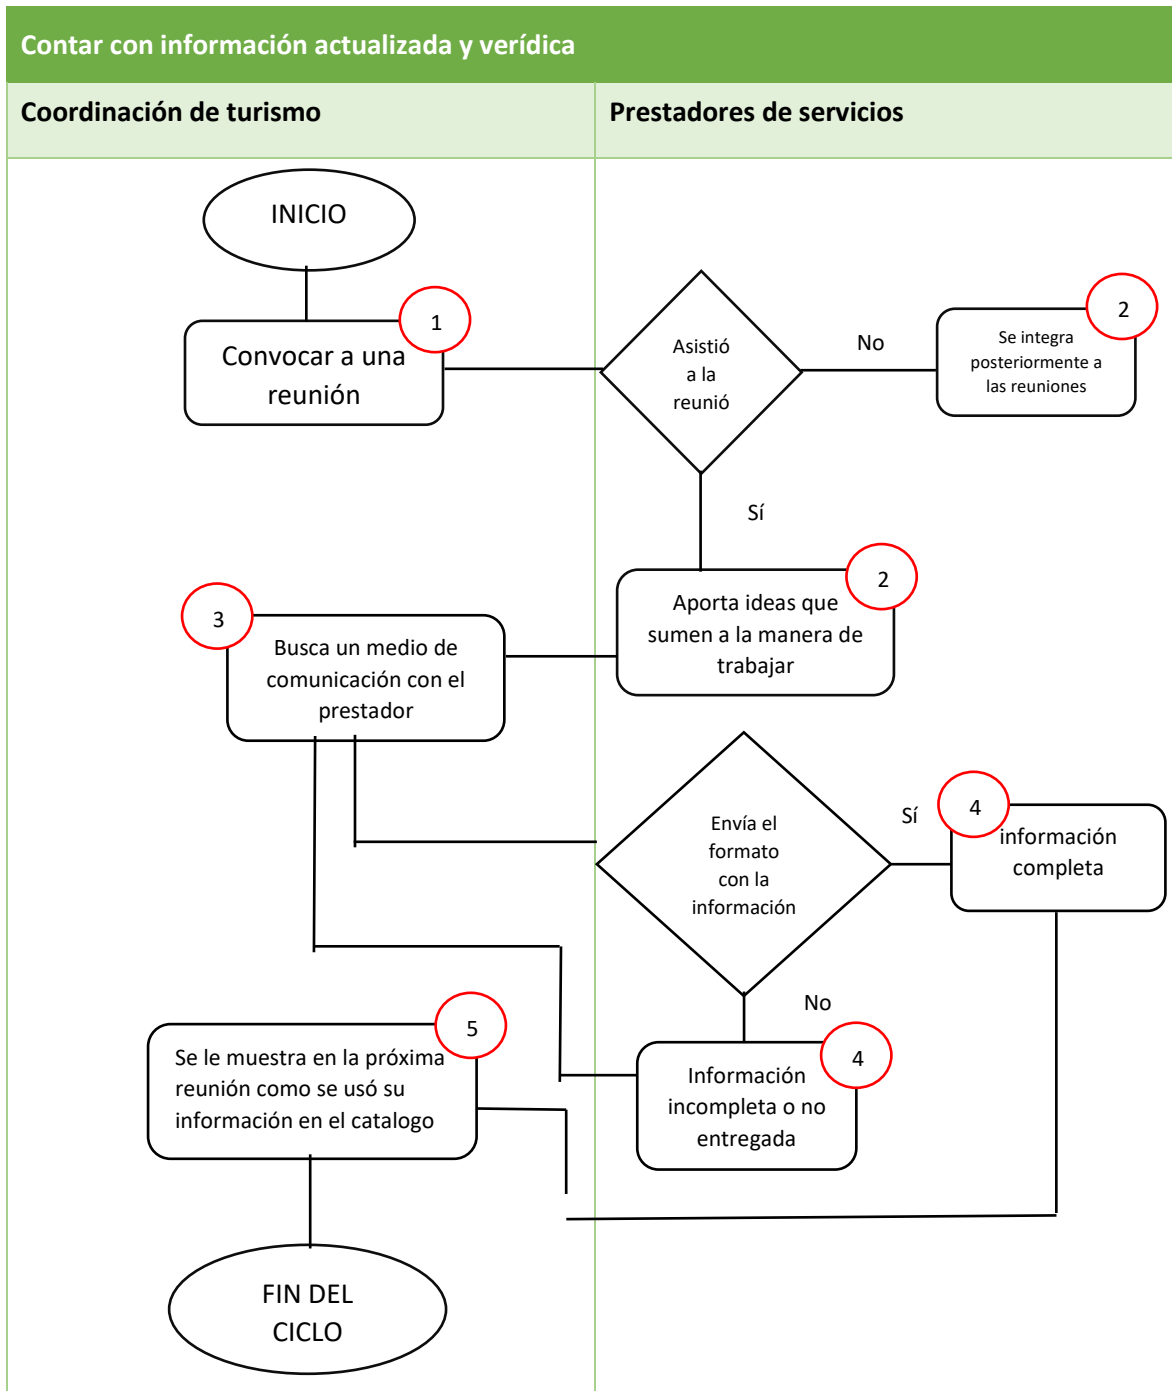 Contar con información actualizada y verídica
Coordinación de turismo
Prestadores de servicios
INICIO
1
Convocar a una
reunión
Asistió
a la
reunió
No
2
Se integra
posteriormente a
las reuniones
Sí
2
Aporta ideas que
sumen a la manera de
trabajar
3
Busca un medio de
comunicación con el
prestador
Envía el
formato
con la
información
Sí
4
información
completa
No
4
Información
incompleta o no
entregada
5
Se le muestra en la próxima
reunión como se usó su
información en el catalogo
FIN DEL
CICLO